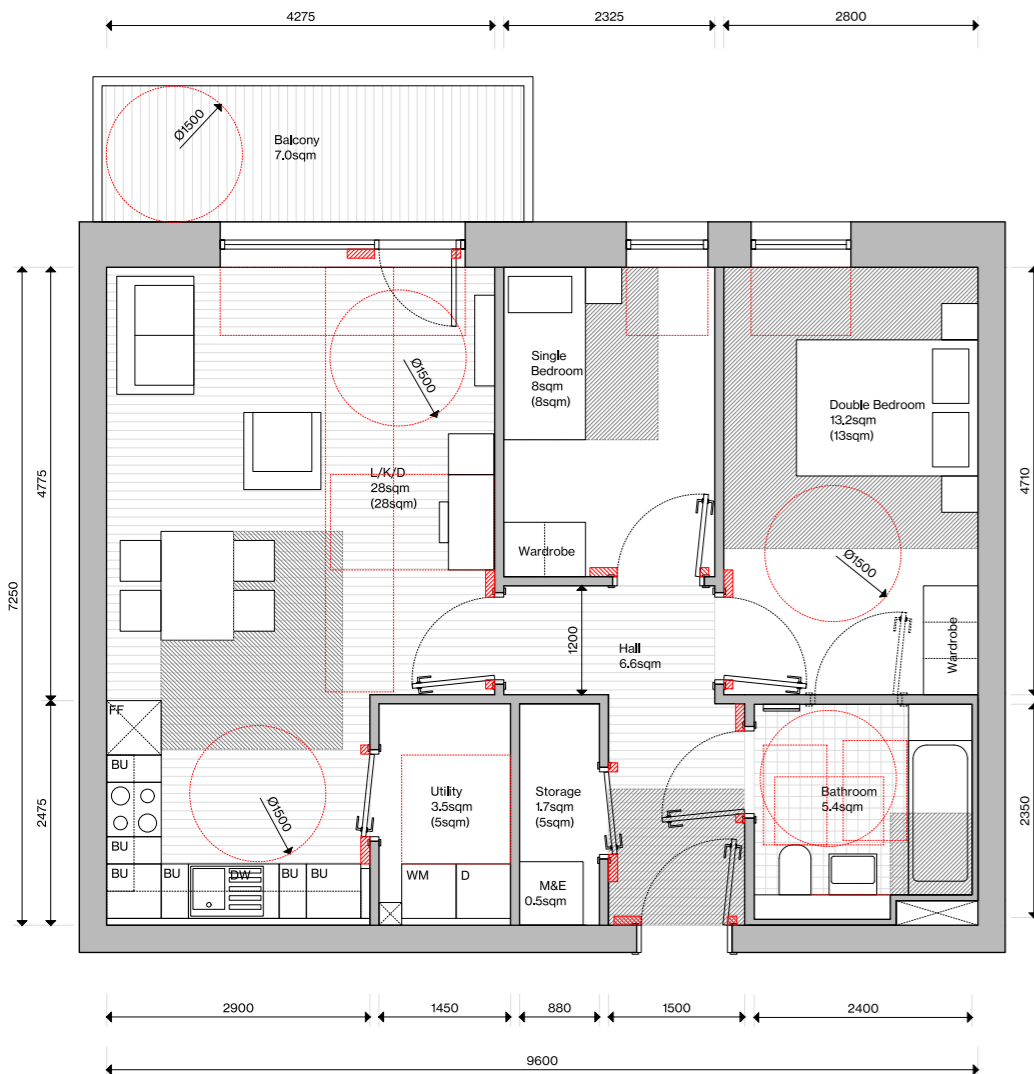 4275
2325
2800
Ø1500
Balcony
7.0sqm
4775
7250
2475
4710
2350
Ø1500
L/K/D
28sqm
(28sqm)
Single
Bedroom
8sqm
(8sqm)
Wardrobe
Double Bedroom
13.2sqm
(13sqm)
Ø1500
Wardrobe
1200
Hall
6.6sqm
FF
BU
BU
BU
BU
DW
BU
BU
Ø1500
Utility
3.5sqm
(5sqm)
WM
D
Storage
1.7sqm
(5sqm)
M&E
0.5sqm
Bathroom
5.4sqm
2900
1450
880
1500
2400
9600